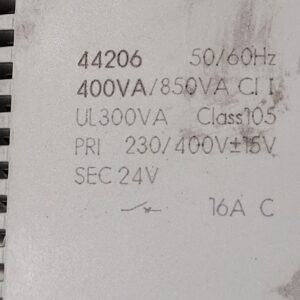 44206 50/60Hz
400VA/850VA Cl I
UL300VA Class105
PRI 230/400V±15V
SEC 24V
16A C